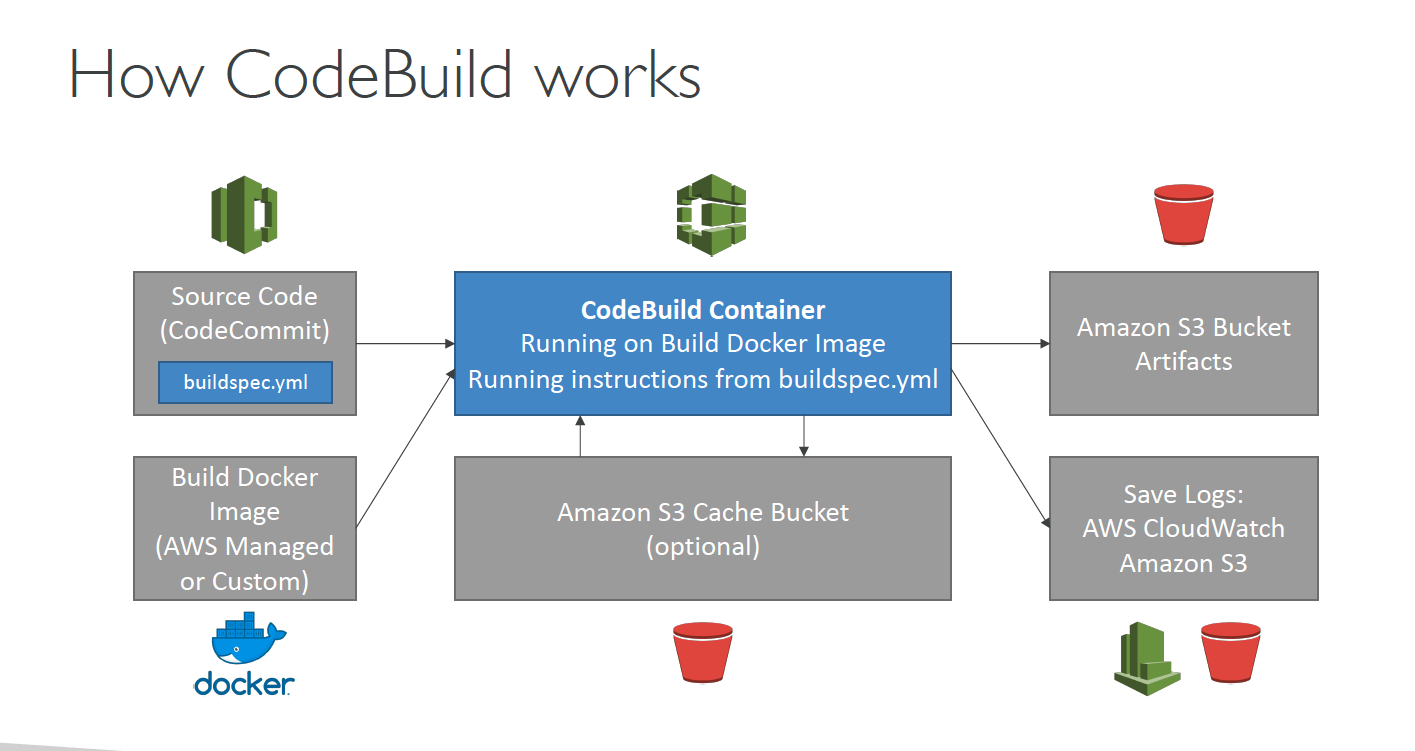 How CodeBuild works
Source Code
(CodeCommit)
buildspec.yml
CodeBuild Container
Running on Build Docker Image
Running instructions from buildspec.yml
Amazon S3 Bucket
Artifacts
Build Docker
Image
(AWS Managed
or Custom)
Amazon S3 Cache Bucket
(optional)
Save Logs:
AWS CloudWatch
Amazon S3
docker